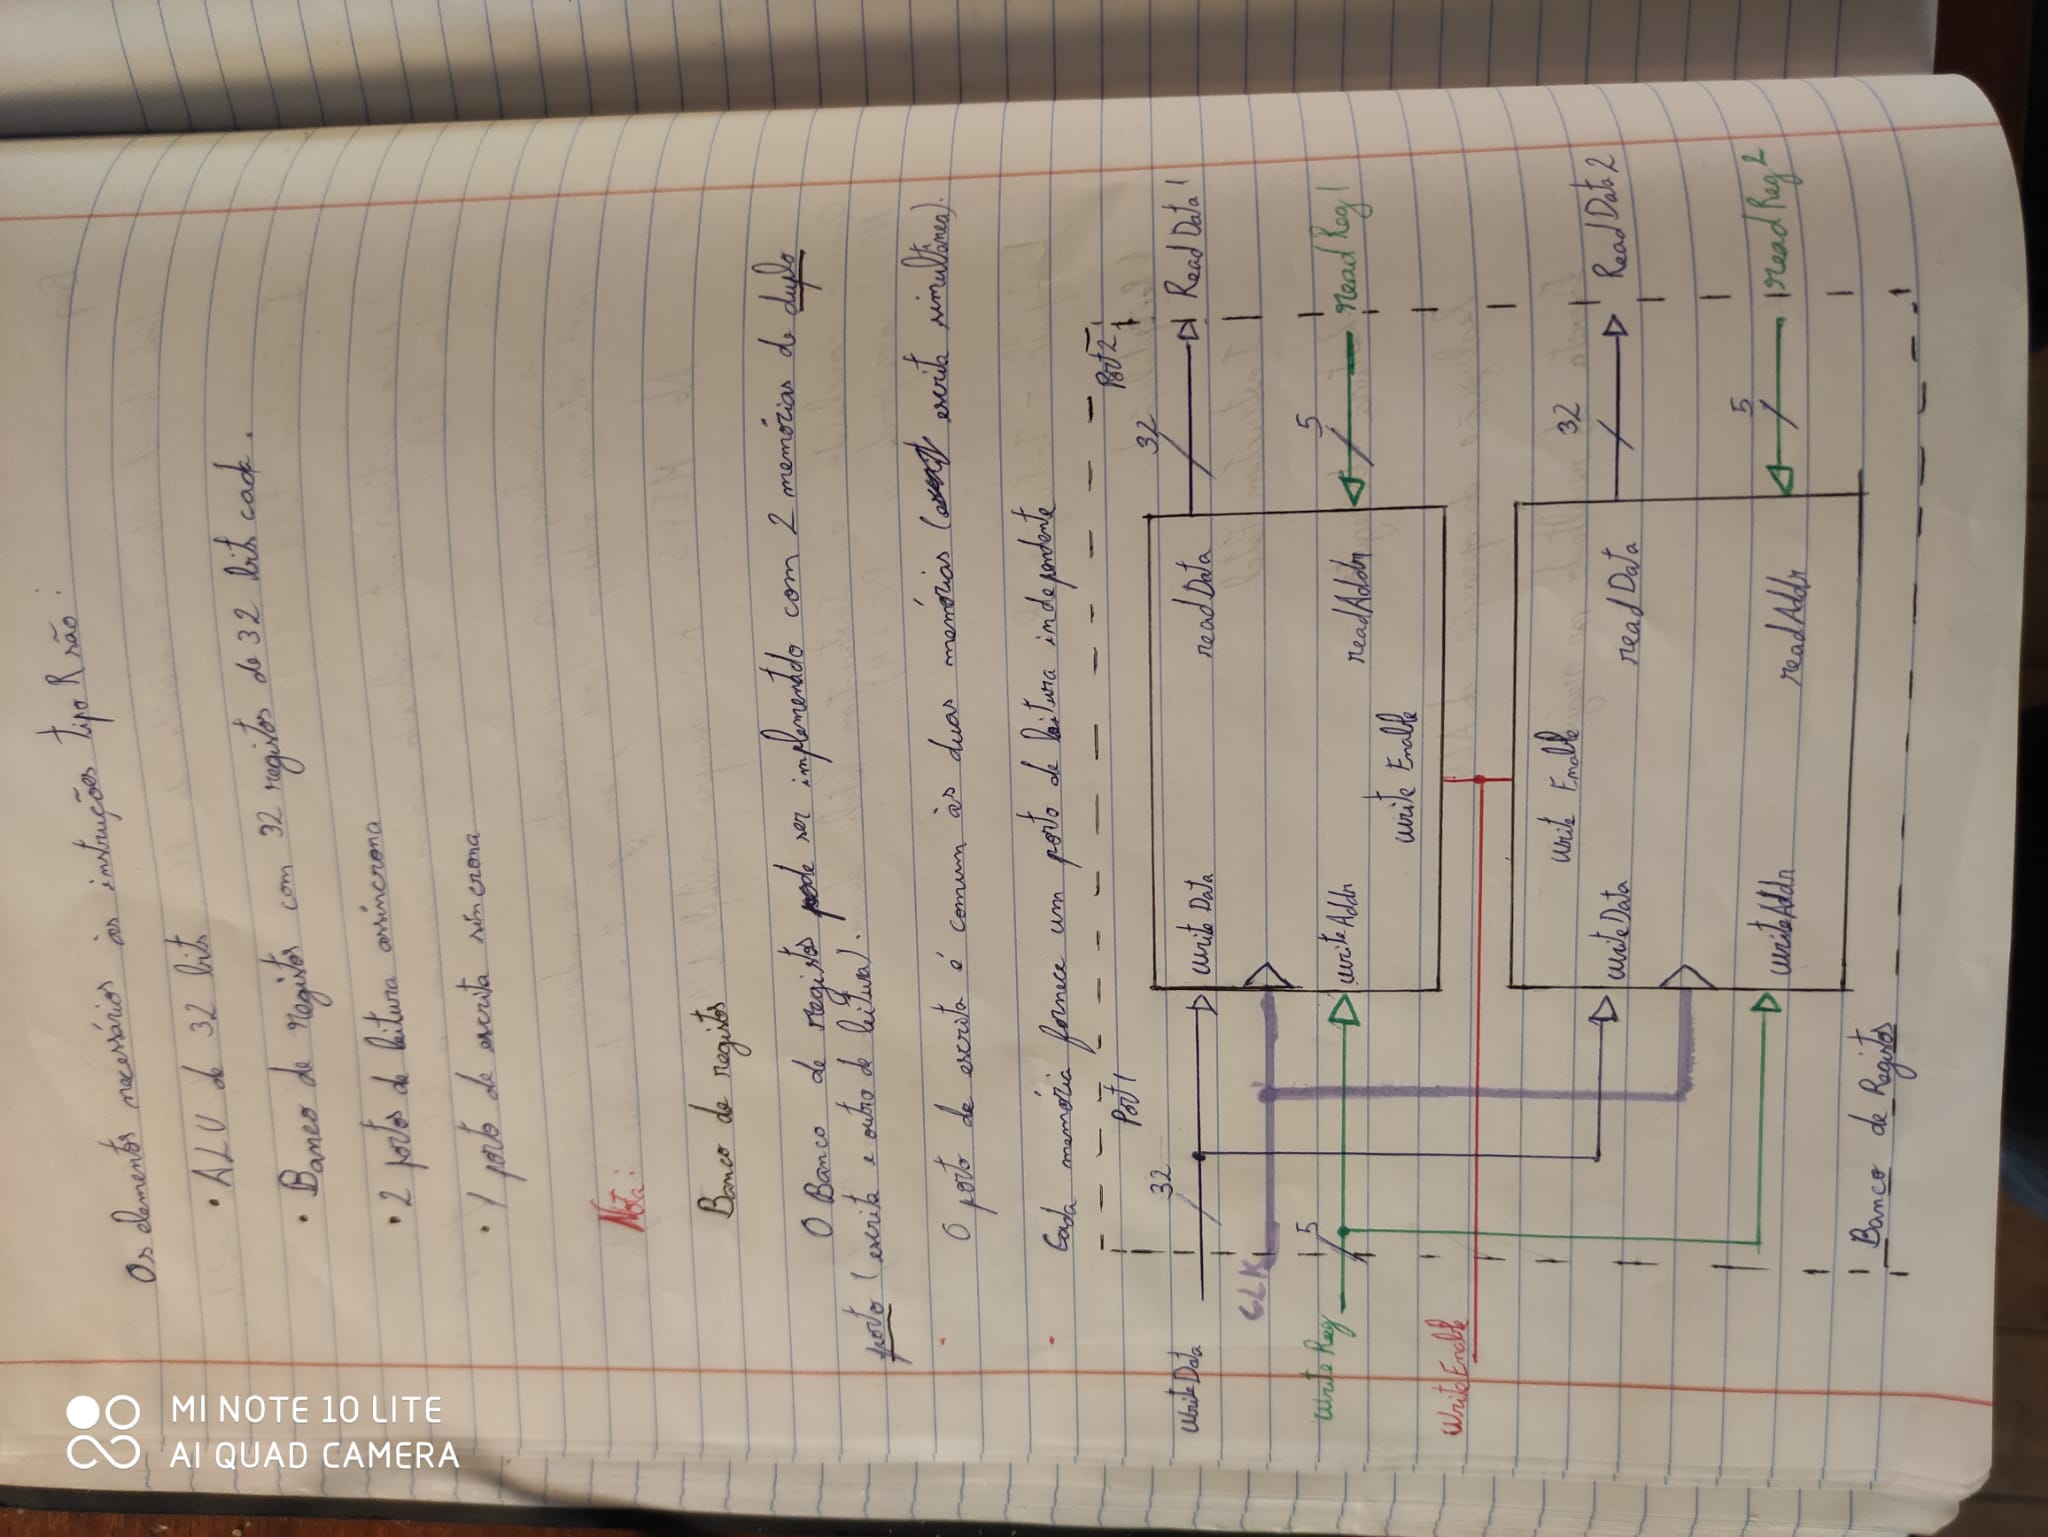 Os elementos necessários às instruções tipo R são:
• ALU de 32 bits
• Banco de registos com 32 registos de 32 bits cada.
• 2 portos de leitura assíncrona
• 1 porto de escrita síncrona
Nota:
Banco de registos
O Banco de registos pode ser implementado com 2 memórias de duplo
porto (escrita e outro de leitura).
O porto de escrita é comum às duas memórias ( escrita simultânea).
Cada memória fornece um porto de leitura independente
Port 1
Port 2
32
32
Write Data
write Data
read Data
Read Data 1
CLK
5
5
Write Reg
write Addr
read Addr
read Reg 1
write Enable
Write Enable
write Enable
32
write Data
read Data
Read Data 2
5
write Addr
read Addr
read Reg 2
Banco de Registos
MI NOTE 10 LITE
AI QUAD CAMERA